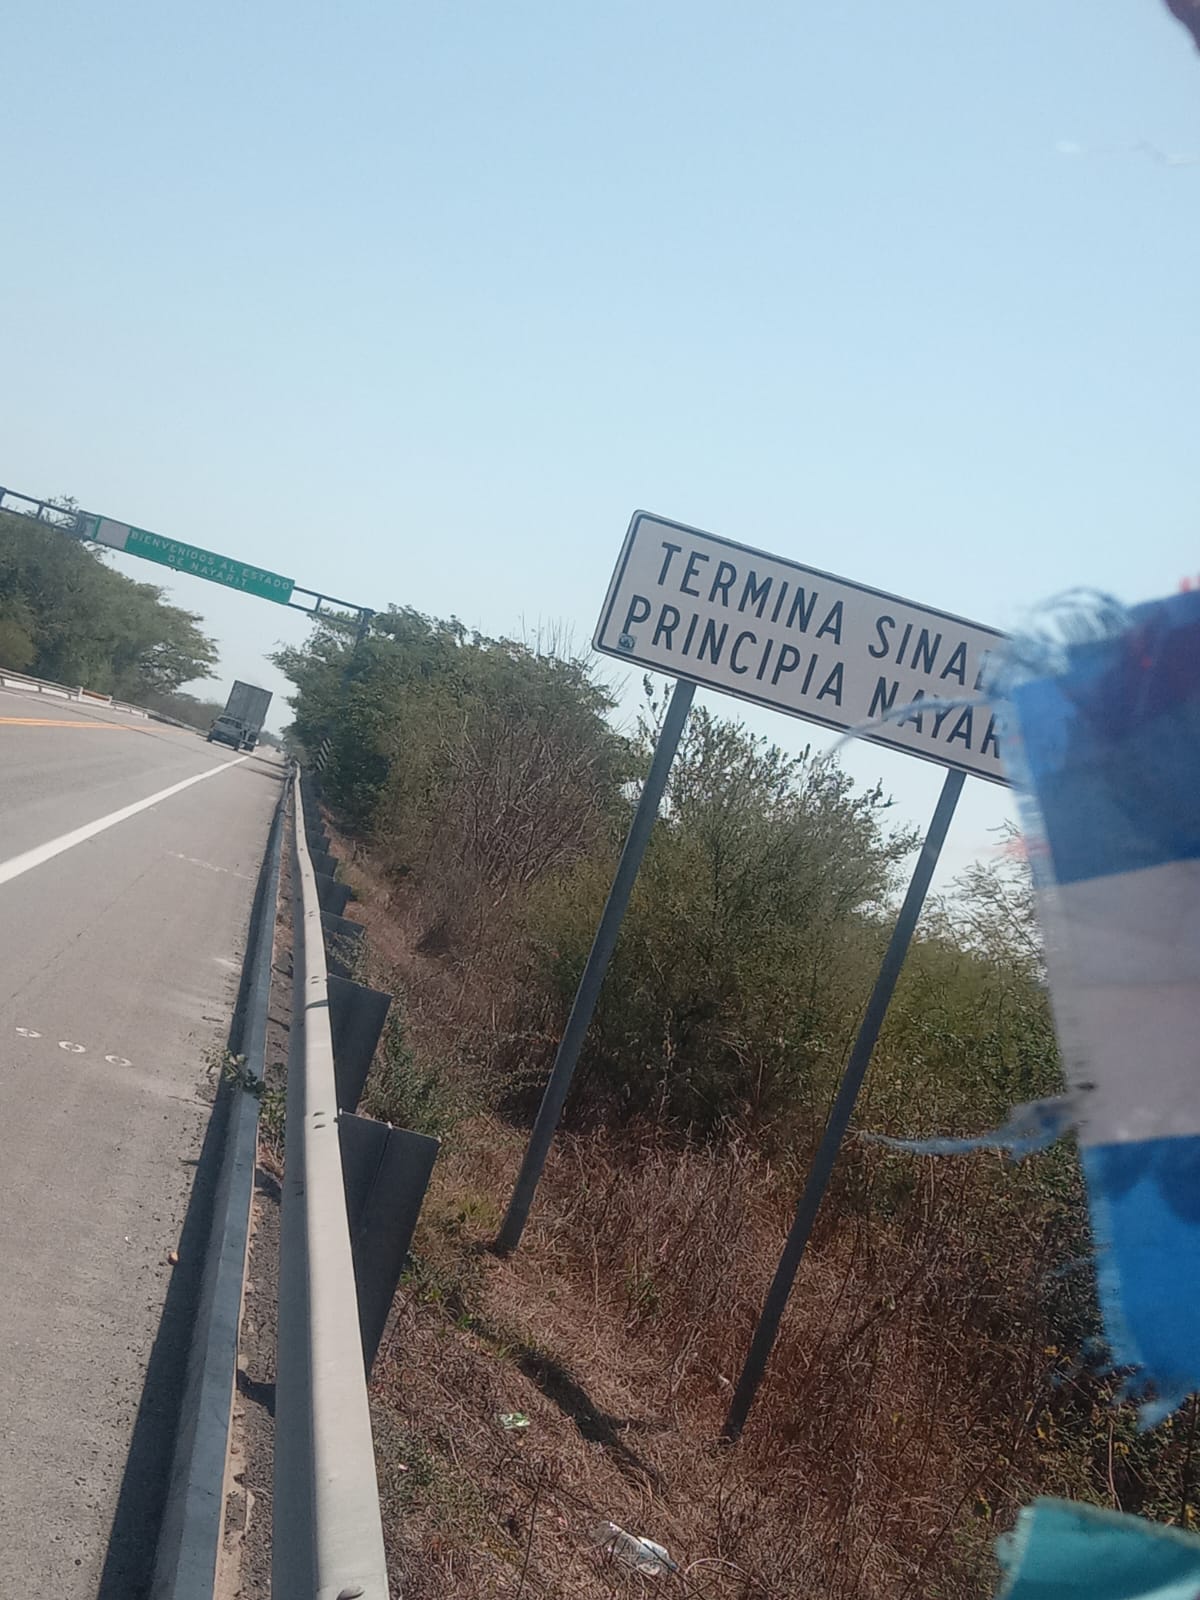 BIENVENIDOS AL ESTADO
DE NAYARIT
TERMINA SINA
PRINCIPIA NAYAR